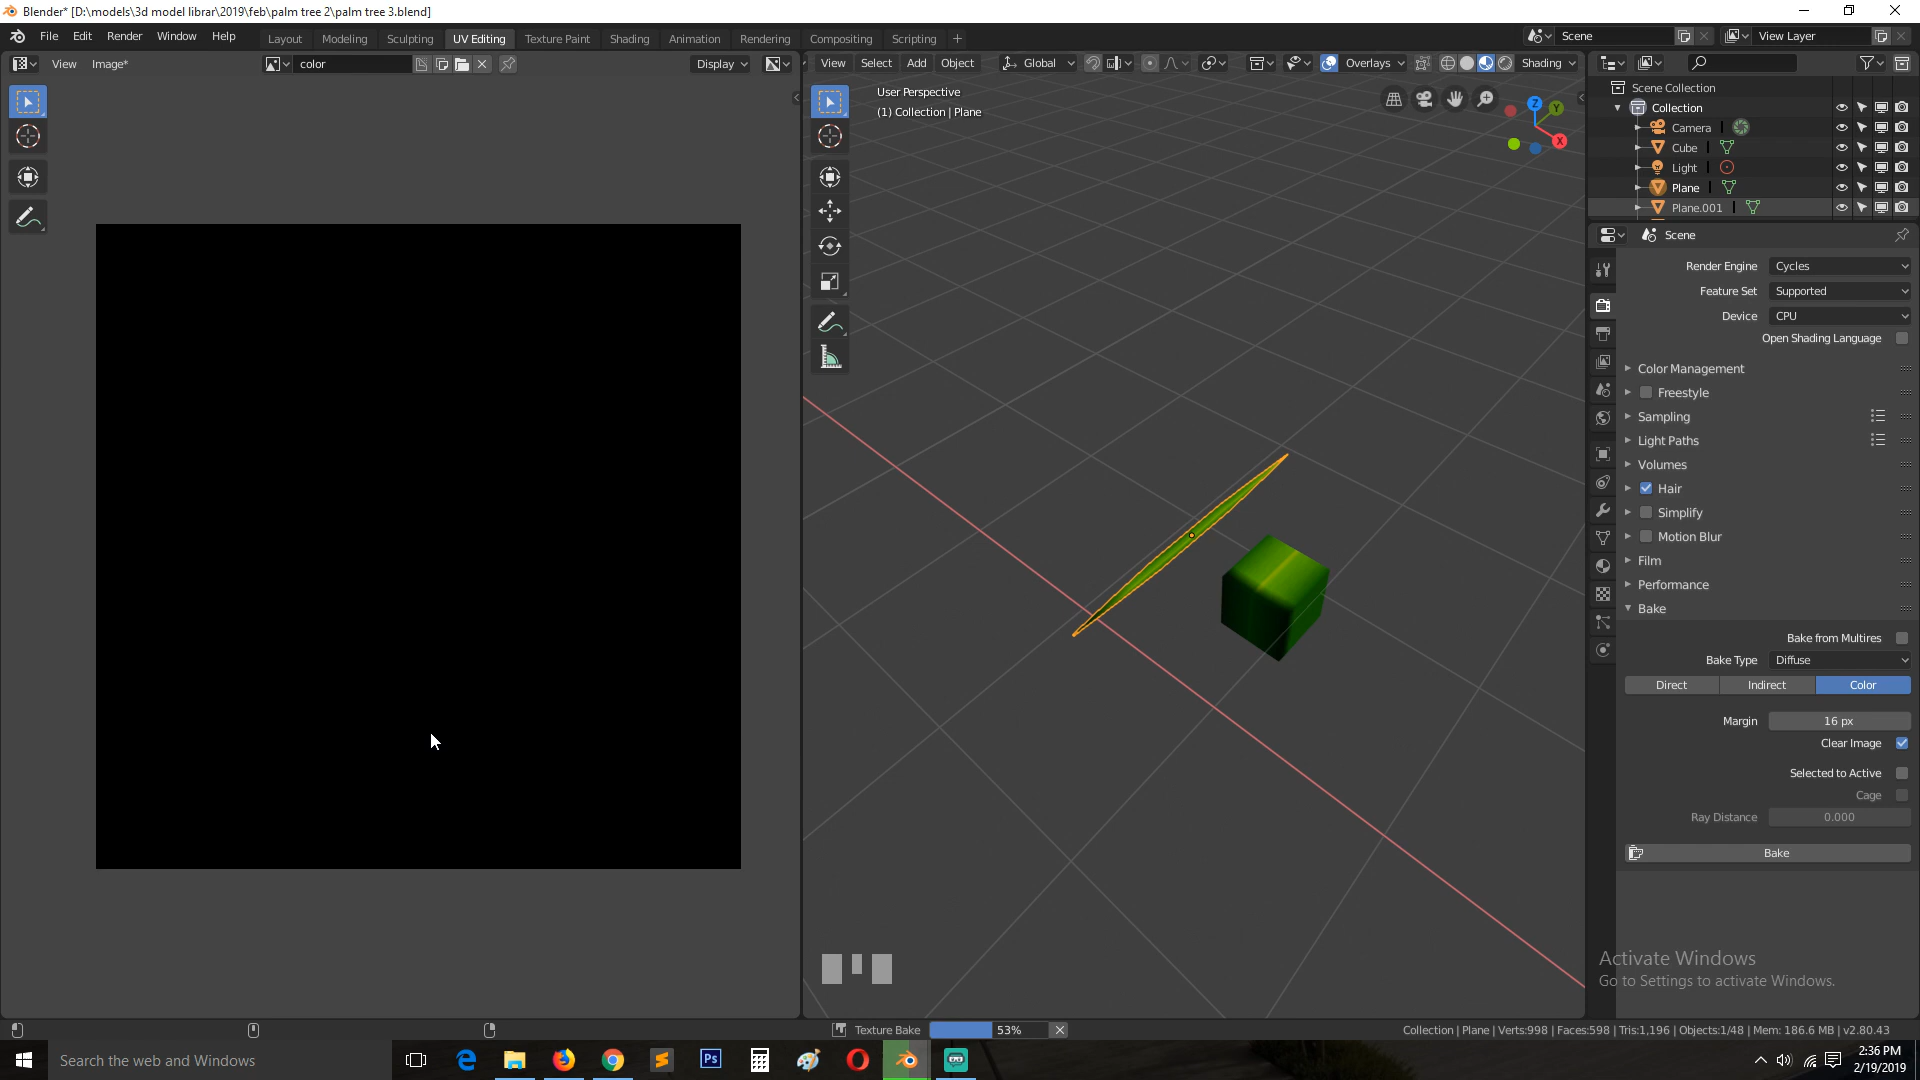 Blender* [D:\models\3d model librar\2019\feb\palm tree 2\palm tree 3.blend]
File Edit Render Window Help Layout Modeling Sculpting UV Editing Texture Paint Shading Animation Rendering Compositing Scripting + Scene View Layer
View Image* color Display View Select Add Object Global Overlays Shading
User Perspective
(1) Collection | Plane
Z
Y
X
Scene Collection
Collection
Camera
Cube
Light
Plane
Plane.001
Scene
Render Engine Cycles
Feature Set Supported
Device CPU
Open Shading Language
Color Management
Freestyle
Sampling
Light Paths
Volumes
Hair
Simplify
Motion Blur
Film
Performance
Bake
Bake from Multires
Bake Type Diffuse
Direct Indirect Color
Margin 16 px
Clear Image
Selected to Active
Cage
Ray Distance 0.000
Bake
Activate Windows
Go to Settings to activate Windows.
Texture Bake 53% Collection | Plane | Verts:998 | Faces:598 | Tris:1,196 | Objects:1/48 | Mem: 186.6 MB | v2.80.43
Search the web and Windows
Ps
2:36 PM
2/19/2019